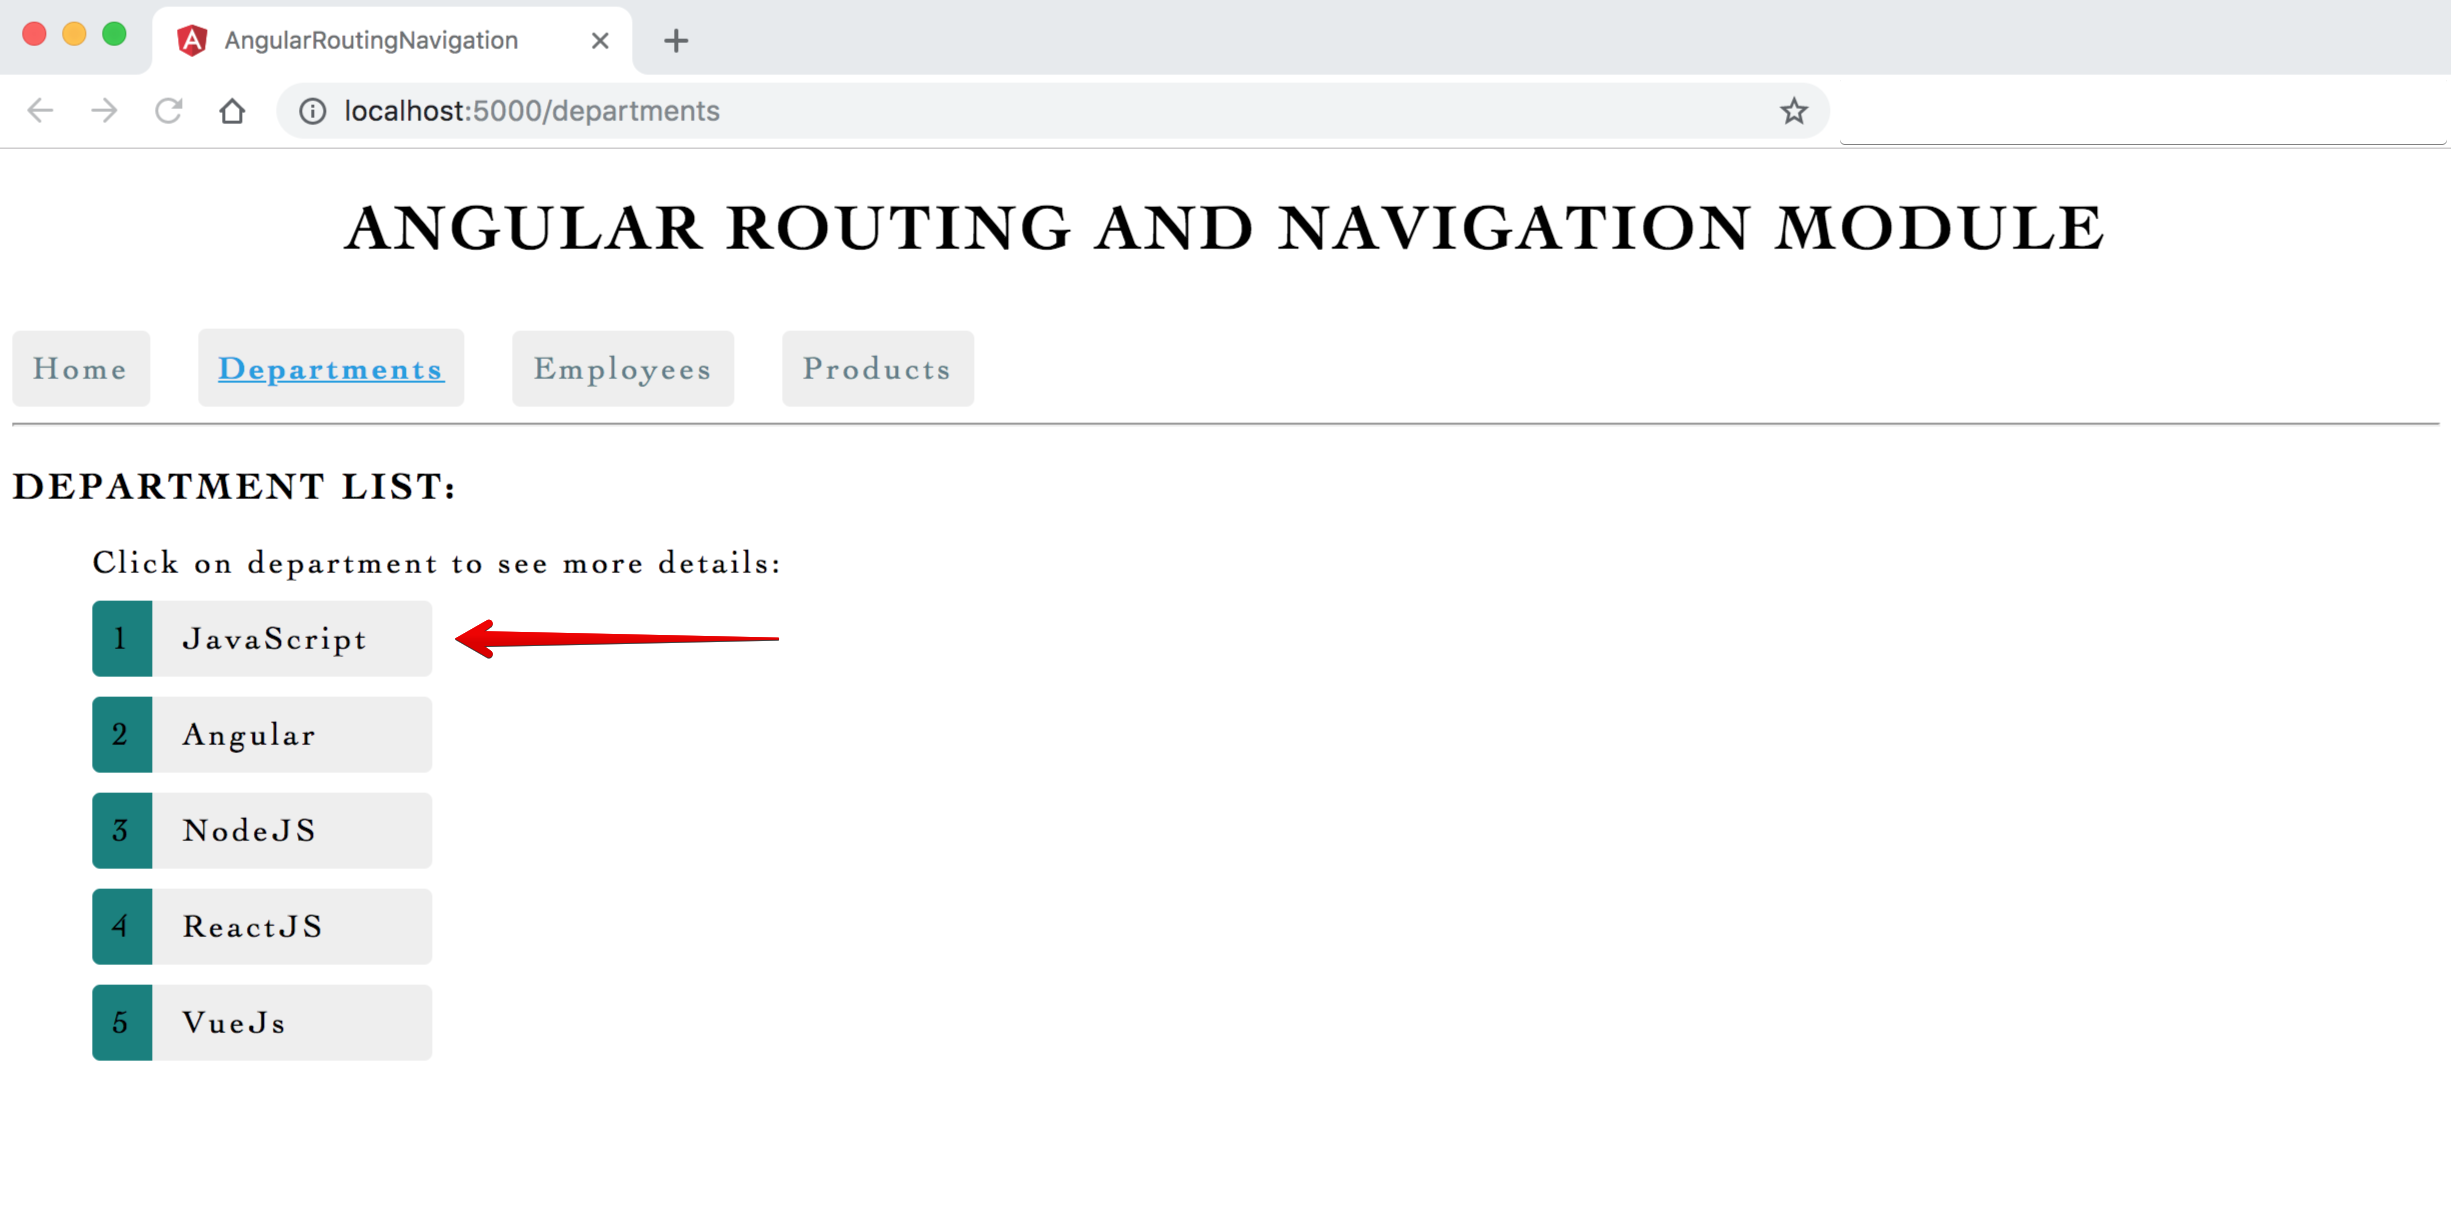 AngularRoutingNavigation
localhost:5000/departments
ANGULAR ROUTING AND NAVIGATION MODULE
Home Departments Employees Products
DEPARTMENT LIST:
Click on department to see more details:
1 JavaScript
2 Angular
3 NodeJS
4 ReactJS
5 VueJs